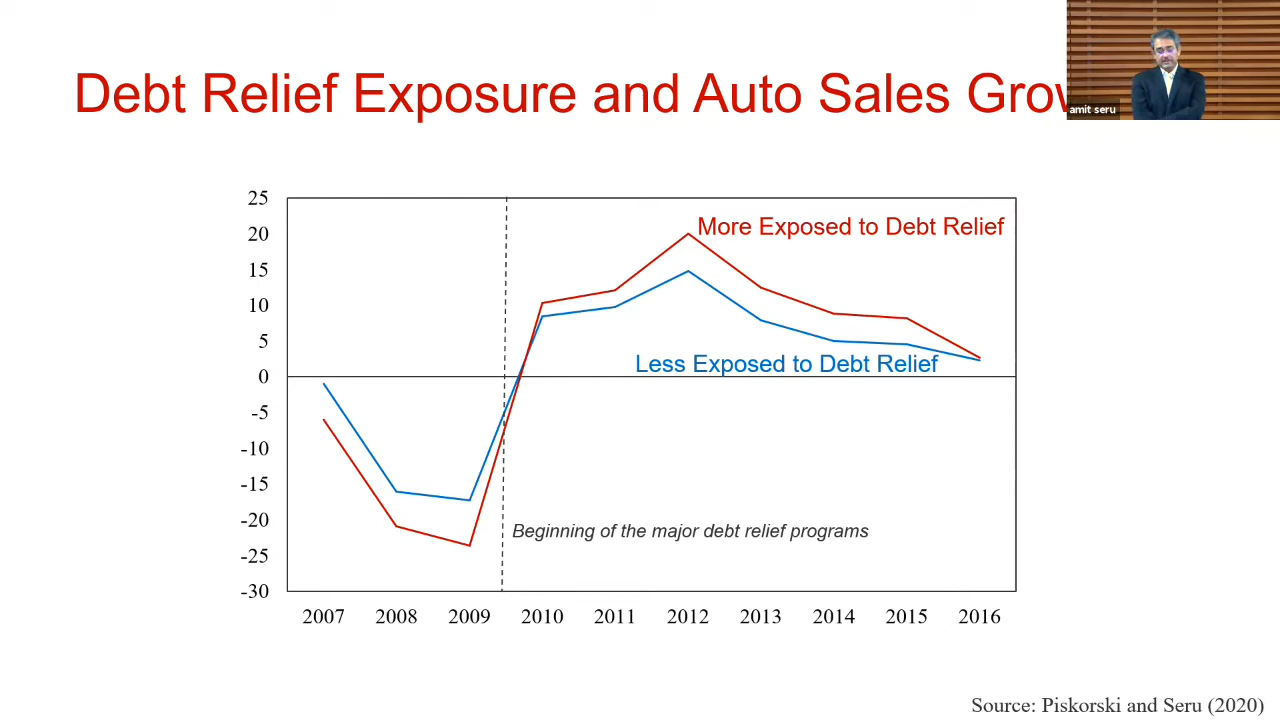 Debt Relief Exposure and Auto Sales
amit seru
25
20
15
10
5
0
-5
-10
-15
-20
-25
-30
More Exposed to Debt Relief
Less Exposed to Debt Relief
Beginning of the major debt relief programs
2007 2008 2009 2010 2011 2012 2013 2014 2015 2016
Source: Piskorski and Seru (2020)